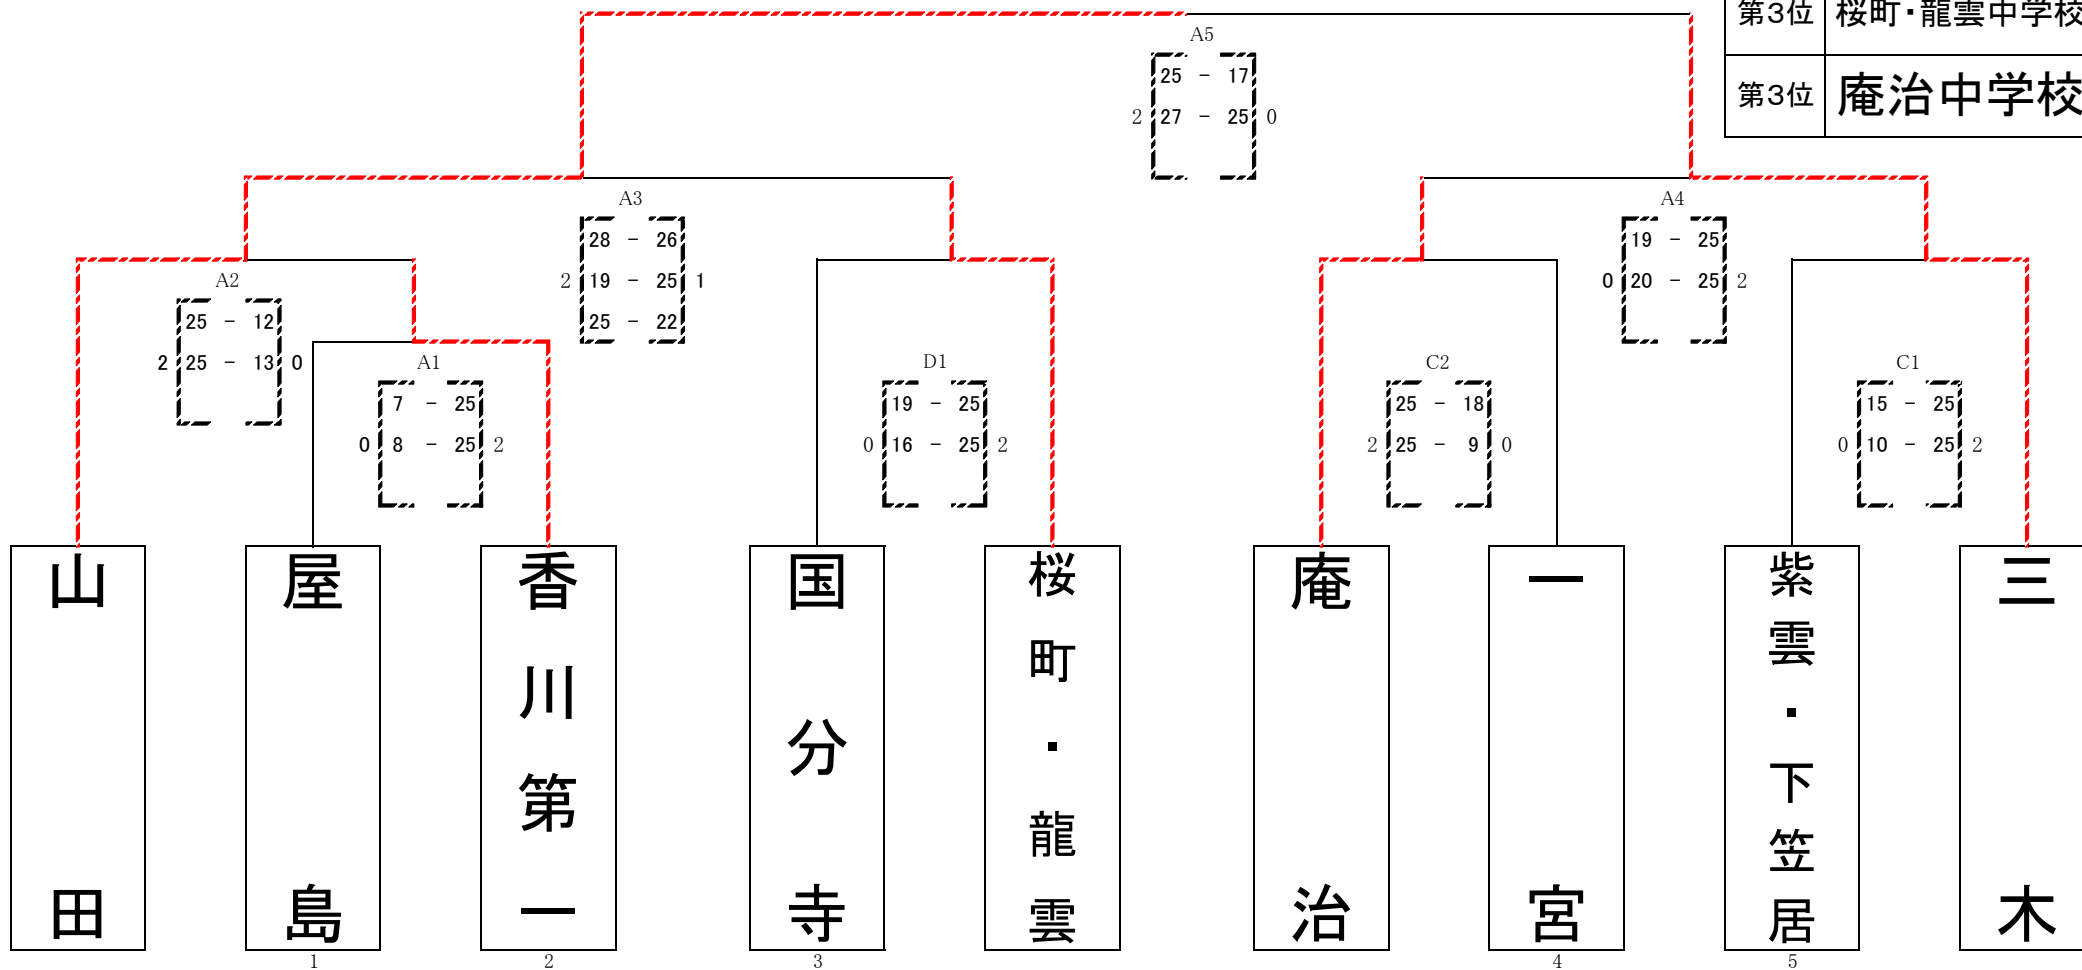 第3位 桜町・龍雲中学校
第3位 庵治中学校
A5
25 - 17
2 27 - 25 0
A3
28 - 26
2 19 - 25 1
25 - 22
A4
19 - 25
0 20 - 25 2
A2
25 - 12
2 25 - 13 0
A1
7 - 25
0 8 - 25 2
D1
19 - 25
0 16 - 25 2
C2
25 - 18
2 25 - 9 0
C1
15 - 25
0 10 - 25 2
山田
屋島
香川第一
国分寺
桜町・龍雲
庵治
一宮
紫雲・下笠居
三木
1 2 3 4 5